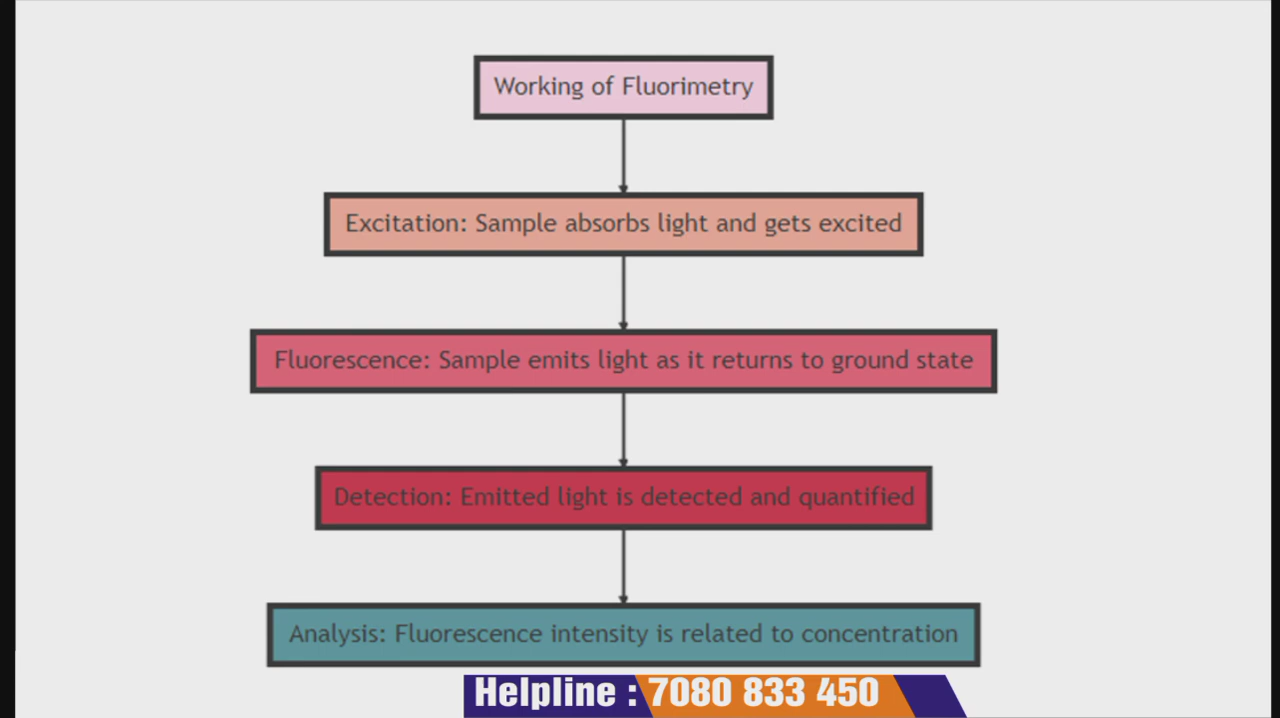 Working of Fluorimetry
Excitation: Sample absorbs light and gets excited
Fluorescence: Sample emits light as it returns to ground state
Detection: Emitted light is detected and quantified
Analysis: Fluorescence intensity is related to concentration
Helpline : 7080 833 450